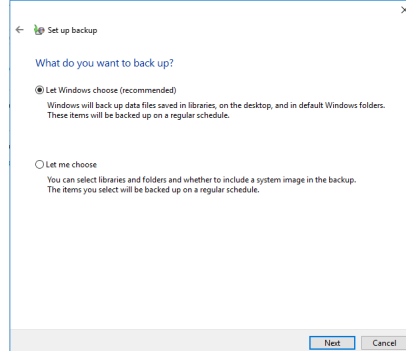 Set up backup
What do you want to back up?
Let Windows choose (recommended)
Windows will back up data files saved in libraries, on the desktop, and in default Windows folders.
These items will be backed up on a regular schedule.
Let me choose
You can select libraries and folders and whether to include a system image in the backup.
The items you select will be backed up on a regular schedule.
Next Cancel